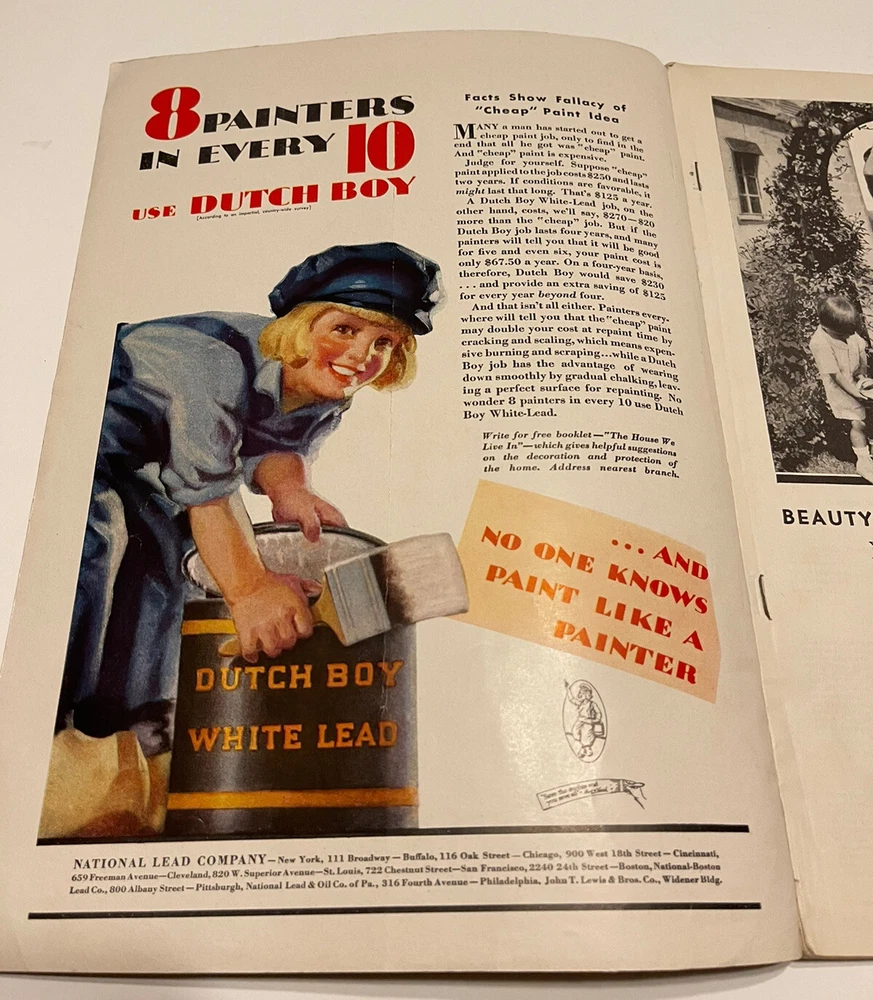 8 PAINTERS
IN EVERY 10
USE DUTCH BOY
[According to an impartial, country-wide survey]
Facts Show Fallacy of
"Cheap" Paint Idea
MANY a man has started out to get a
cheap paint job, only to find in the
end that all he got was "cheap" paint.
And "cheap" paint is expensive.
Judge for yourself. Suppose "cheap"
paint applied to the job costs $250 and lasts
two years. If conditions are favorable, it
might last that long. That's $125 a year.
A Dutch Boy White-Lead job, on the
other hand, costs, we'll say, $270—$20
more than the "cheap" job. But if the
Dutch Boy job lasts four years, and many
painters will tell you that it will be good
for five and even six, your paint cost is
only $67.50 a year. On a four-year basis,
therefore, Dutch Boy would save $230
. . . and provide an extra saving of $125
for every year beyond four.
And that isn't all either. Painters every-
where will tell you that the "cheap" paint
may double your cost at repaint time by
cracking and scaling, which means expen-
sive burning and scraping...while a Dutch
Boy job has the advantage of wearing
down smoothly by gradual chalking, leav-
ing a perfect surface for repainting. No
wonder 8 painters in every 10 use Dutch
Boy White-Lead.
Write for free booklet—"The House We
Live In"—which gives helpful suggestions
on the decoration and protection of
the home. Address nearest branch.
... AND
NO ONE KNOWS
PAINT LIKE A
PAINTER
DUTCH BOY
WHITE LEAD
"Save the surface and
you save all"
NATIONAL LEAD COMPANY—New York, 111 Broadway — Buffalo, 116 Oak Street — Chicago, 900 West 18th Street — Cincinnati,
659 Freeman Avenue—Cleveland, 820 W. Superior Avenue—St. Louis, 722 Chestnut Street—San Francisco, 2240 24th Street—Boston, National-Boston
Lead Co., 800 Albany Street — Pittsburgh, National Lead & Oil Co. of Pa., 316 Fourth Avenue — Philadelphia, John T. Lewis & Bros. Co., Widener Bldg.
BEAUTY